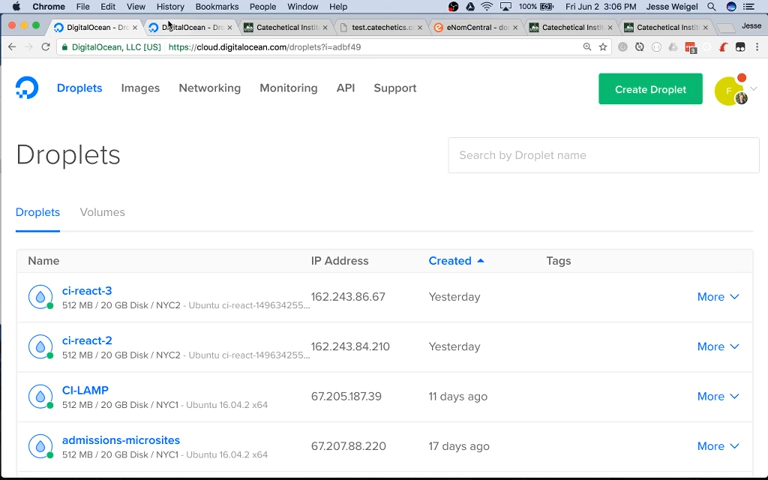 Chrome File Edit View History Bookmarks People Window Help 100% Fri Jun 2 3:06 PM Jesse Weigel
DigitalOcean - Dro DigitalOcean - Dro Catechetical Instit test.catechetics.c eNomCentral - do Catechetical Instit Catechetical Instit Jesse
DigitalOcean, LLC [US] https://cloud.digitalocean.com/droplets?i=adbf49
Droplets Images Networking Monitoring API Support Create Droplet F
Droplets Search by Droplet name
Droplets Volumes
Name IP Address Created Tags
ci-react-3
512 MB / 20 GB Disk / NYC2 - Ubuntu ci-react-149634255... 162.243.86.67 Yesterday More
ci-react-2
512 MB / 20 GB Disk / NYC2 - Ubuntu ci-react-149634255... 162.243.84.210 Yesterday More
CI-LAMP
512 MB / 20 GB Disk / NYC1 - Ubuntu 16.04.2 x64 67.205.187.39 11 days ago More
admissions-microsites
512 MB / 20 GB Disk / NYC1 - Ubuntu 16.04.2 x64 67.207.88.220 17 days ago More